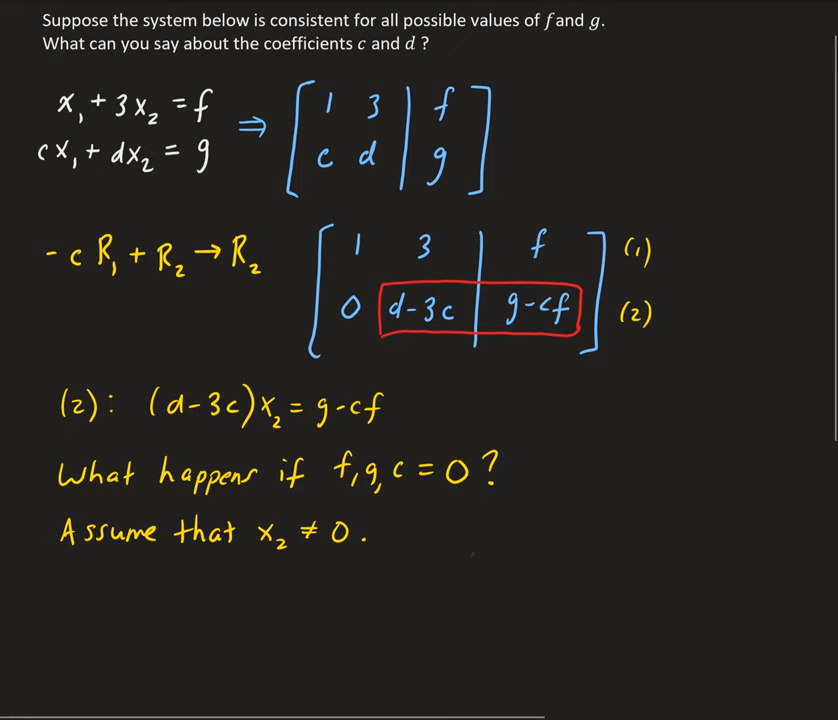 Suppose the system below is consistent for all possible values of f and g.
What can you say about the coefficients c and d ?
x₁ + 3x₂ = f ⇒ [ 1 3 | f ]
cx₁ + dx₂ = g [ c d | g ]
- c R₁ + R₂ → R₂ [ 1 3 | f ] (1)
[ 0 d-3c | g-cf ] (2)
(2): (d-3c)x₂ = g-cf
What happens if f, g, c = 0?
Assume that x₂ ≠ 0.